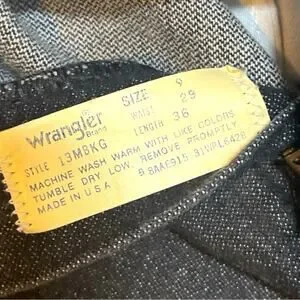 Wrangler®
Brand
SIZE 9
WAIST 29
LENGTH 36
STYLE 13MBKG
MACHINE WASH WARM WITH LIKE COLORS
TUMBLE DRY LOW. REMOVE PROMPTLY.
MADE IN U.S.A.